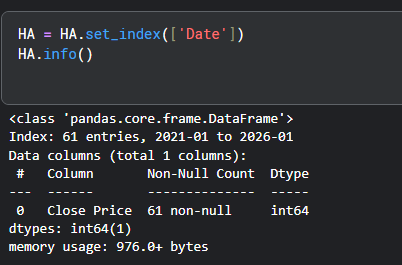 HA = HA.set_index(['Date'])
HA.info()
<class 'pandas.core.frame.DataFrame'>
Index: 61 entries, 2021-01 to 2026-01
Data columns (total 1 columns):
 #   Column       Non-Null Count  Dtype
---  ------       --------------  -----
 0   Close Price  61 non-null     int64
dtypes: int64(1)
memory usage: 976.0+ bytes